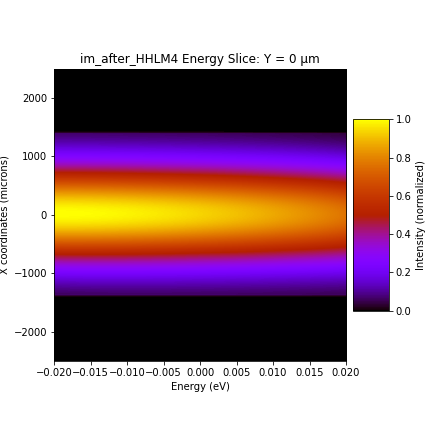 im_after_HHLM4 Energy Slice: Y = 0 μm
2000
1000
0
−1000
−2000
X coordinates (microns)
−0.020−0.015−0.010−0.005 0.000 0.005 0.010 0.015 0.020
Energy (eV)
1.0
0.8
0.6
0.4
0.2
0.0
Intensity (normalized)